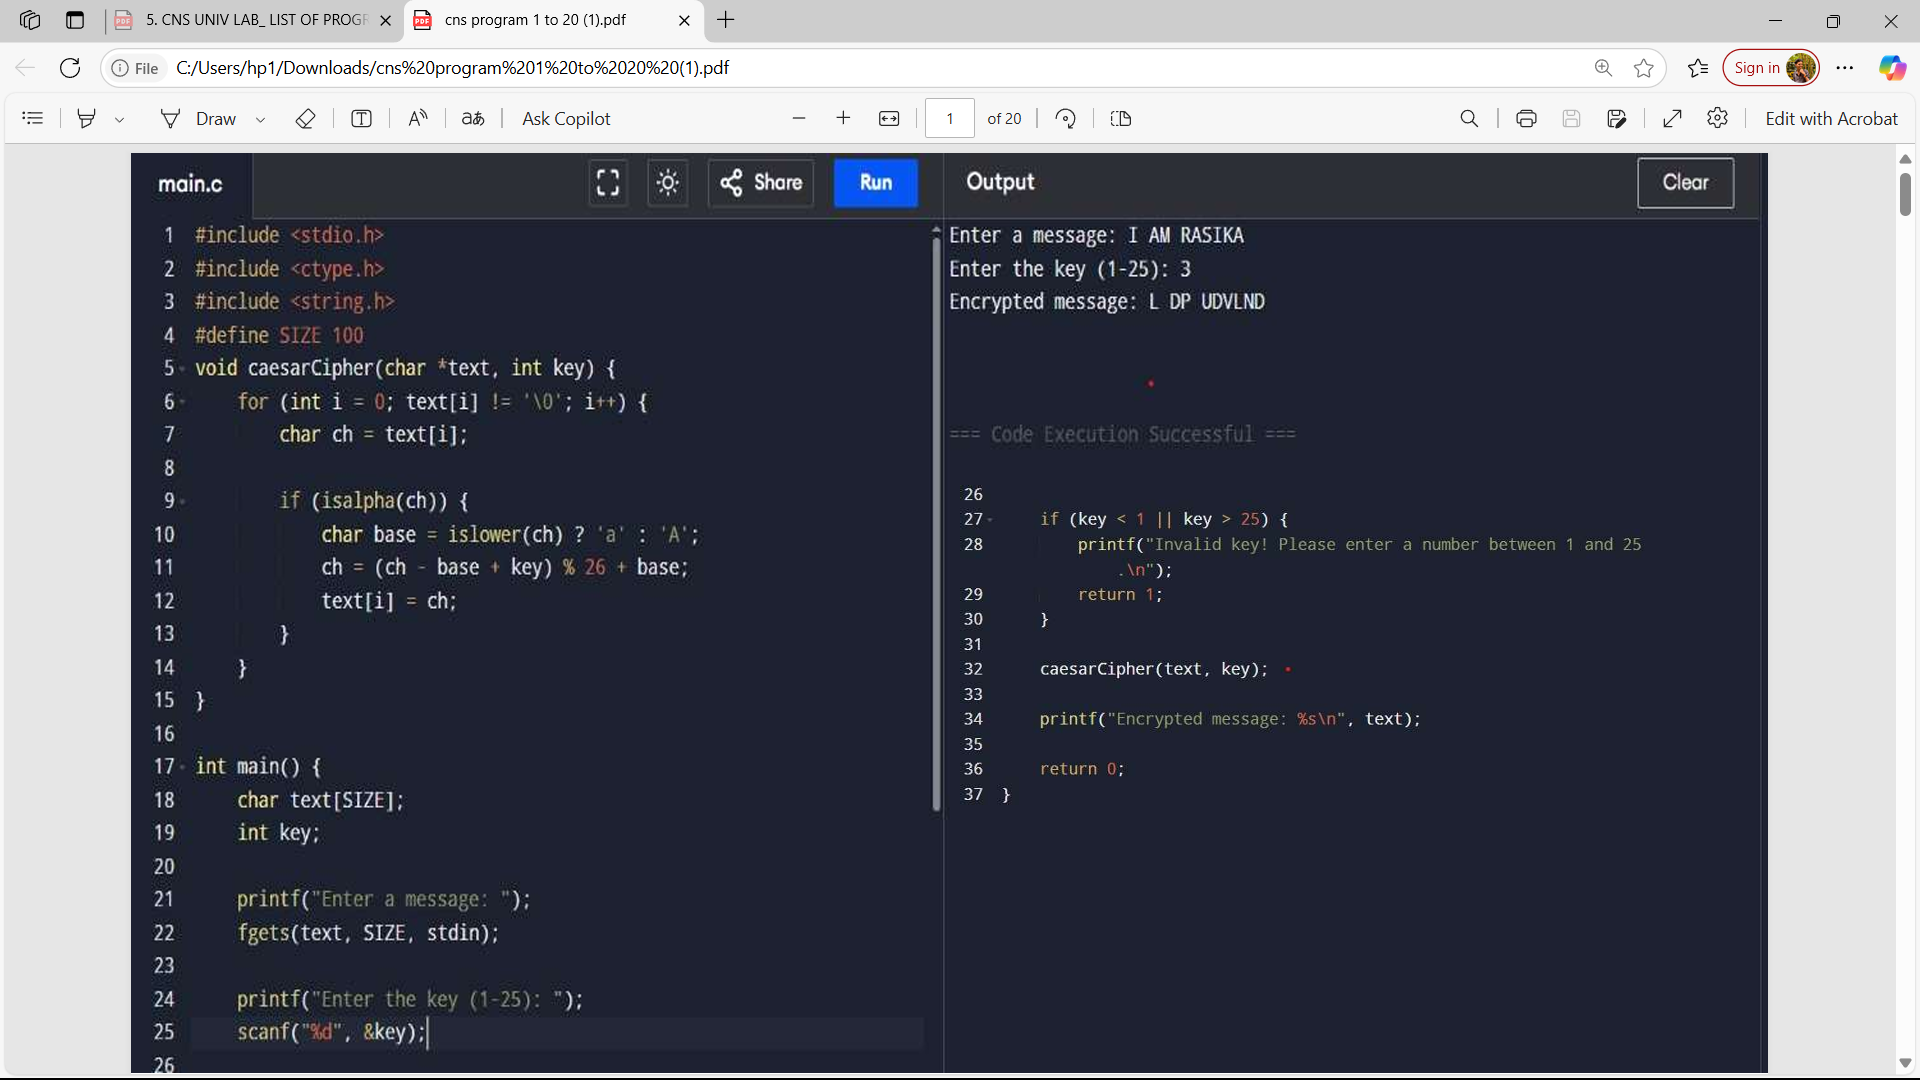 5. CNS UNIV LAB_ LIST OF PROGR
cns program 1 to 20 (1).pdf
File
C:/Users/hp1/Downloads/cns%20program%201%20to%2020%20(1).pdf
Sign in
Draw
T
A
aあ
Ask Copilot
1 of 20
Edit with Acrobat
main.c
Share
Run
1 #include <stdio.h>
2 #include <ctype.h>
3 #include <string.h>
4 #define SIZE 100
5 void caesarCipher(char *text, int key) {
6     for (int i = 0; text[i] != '\0'; i++) {
7         char ch = text[i];
8
9         if (isalpha(ch)) {
10             char base = islower(ch) ? 'a' : 'A';
11             ch = (ch - base + key) % 26 + base;
12             text[i] = ch;
13         }
14     }
15 }
16
17 int main() {
18     char text[SIZE];
19     int key;
20
21     printf("Enter a message: ");
22     fgets(text, SIZE, stdin);
23
24     printf("Enter the key (1-25): ");
25     scanf("%d", &key);
26
Output
Clear
Enter a message: I AM RASIKA
Enter the key (1-25): 3
Encrypted message: L DP UDVLND
=== Code Execution Successful ===
26
27     if (key < 1 || key > 25) {
28         printf("Invalid key! Please enter a number between 1 and 25
.\n");
29         return 1;
30     }
31
32     caesarCipher(text, key);
33
34     printf("Encrypted message: %s\n", text);
35
36     return 0;
37 }